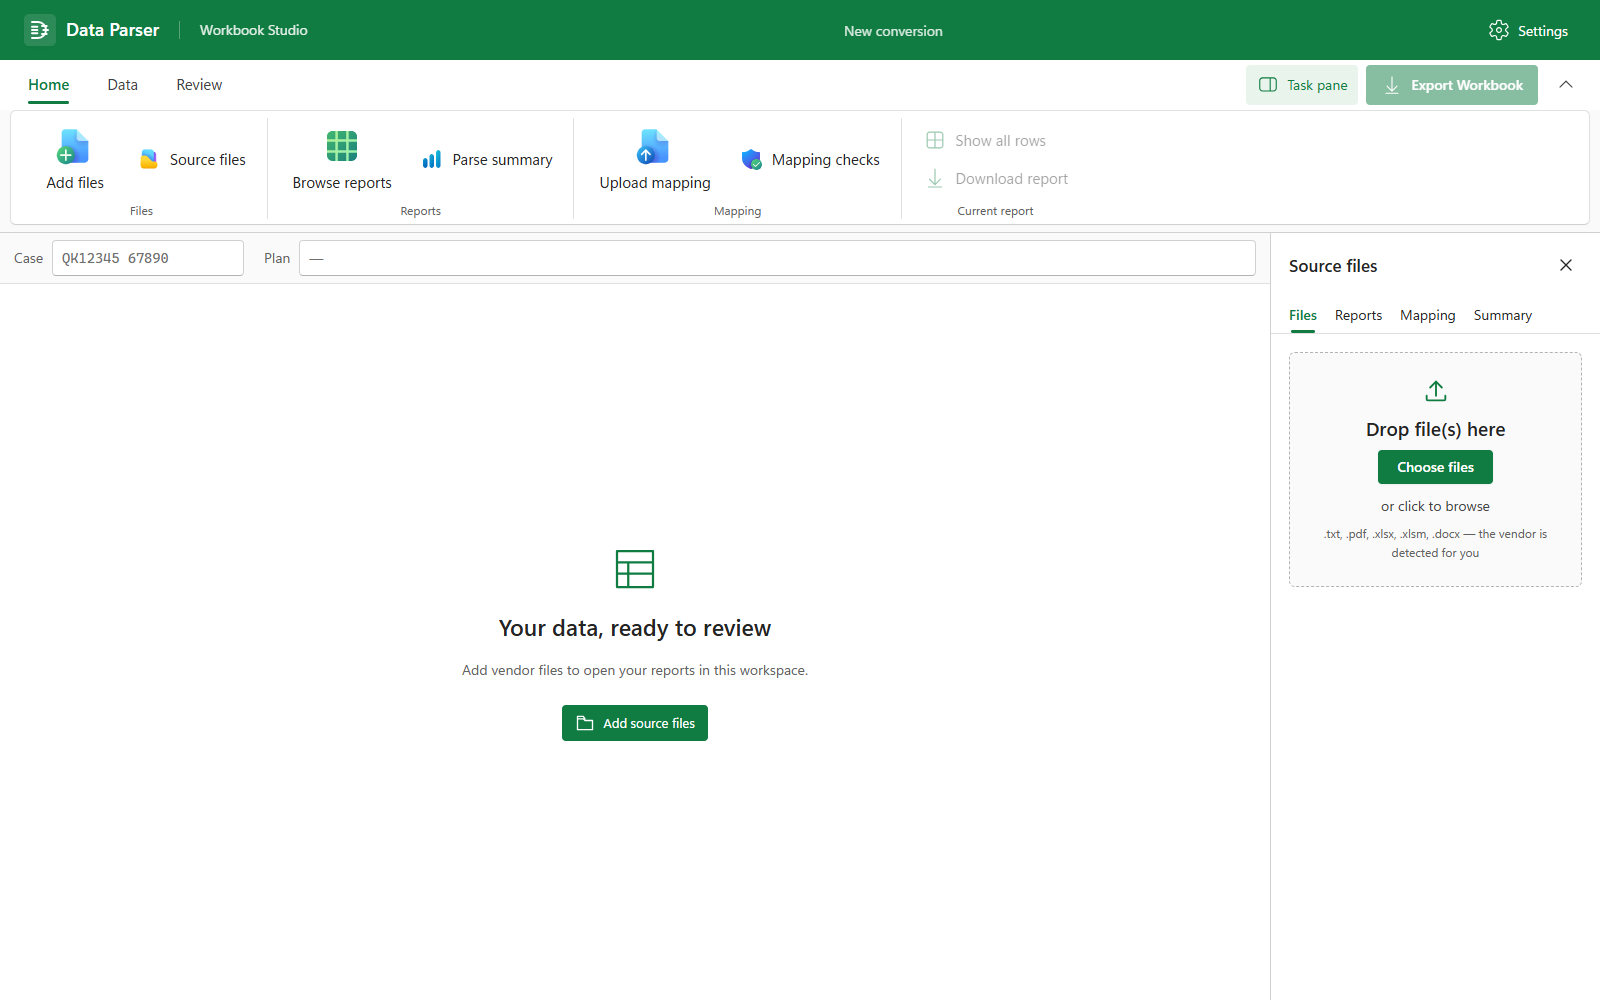 Data Parser
Workbook Studio
New conversion
Settings
Home
Data
Review
Task pane
Export Workbook
Add files
Source files
Files
Browse reports
Parse summary
Reports
Upload mapping
Mapping checks
Mapping
Show all rows
Download report
Current report
Case
QK12345 67890
Plan
—
Your data, ready to review
Add vendor files to open your reports in this workspace.
Add source files
Source files
Files
Reports
Mapping
Summary
Drop file(s) here
Choose files
or click to browse
.txt, .pdf, .xlsx, .xlsm, .docx — the vendor is
detected for you